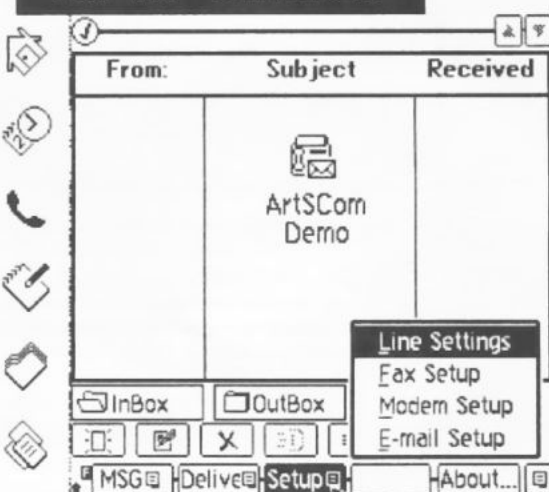 From: Subject Received
ArtSCom
Demo
Line Settings
Fax Setup
Modem Setup
E-mail Setup
InBox OutBox
MSG Delive Setup About...